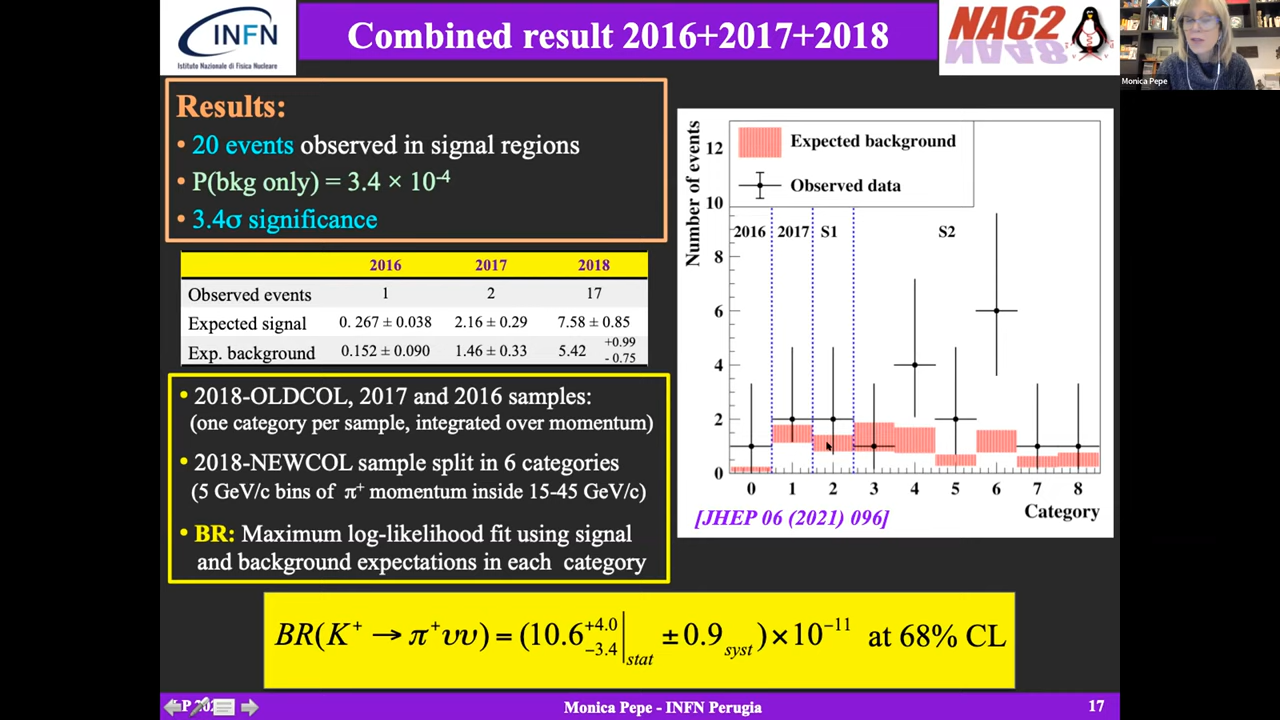 INFN
Istituto Nazionale di Fisica Nucleare
Combined result 2016+2017+2018
NA62
NA48
Monica Pepe
Results:
• 20 events observed in signal regions
• P(bkg only) = 3.4 × 10⁻⁴
• 3.4σ significance
2016 2017 2018
Observed events 1 2 17
Expected signal 0. 267 ± 0.038 2.16 ± 0.29 7.58 ± 0.85
Exp. background 0.152 ± 0.090 1.46 ± 0.33 5.42 +0.99 - 0.75
• 2018-OLDCOL, 2017 and 2016 samples:
(one category per sample, integrated over momentum)
• 2018-NEWCOL sample split in 6 categories
(5 GeV/c bins of π⁺ momentum inside 15-45 GeV/c)
• BR: Maximum log-likelihood fit using signal
and background expectations in each category
Number of events
Expected background
Observed data
2016 2017 S1 S2
12
10
8
6
4
2
0
0 1 2 3 4 5 6 7 8
Category
[JHEP 06 (2021) 096]
BR(K⁺ → π⁺υυ) = (10.6 +4.0 −3.4 |stat ± 0.9 syst ) × 10⁻¹¹ at 68% CL
Monica Pepe - INFN Perugia
17